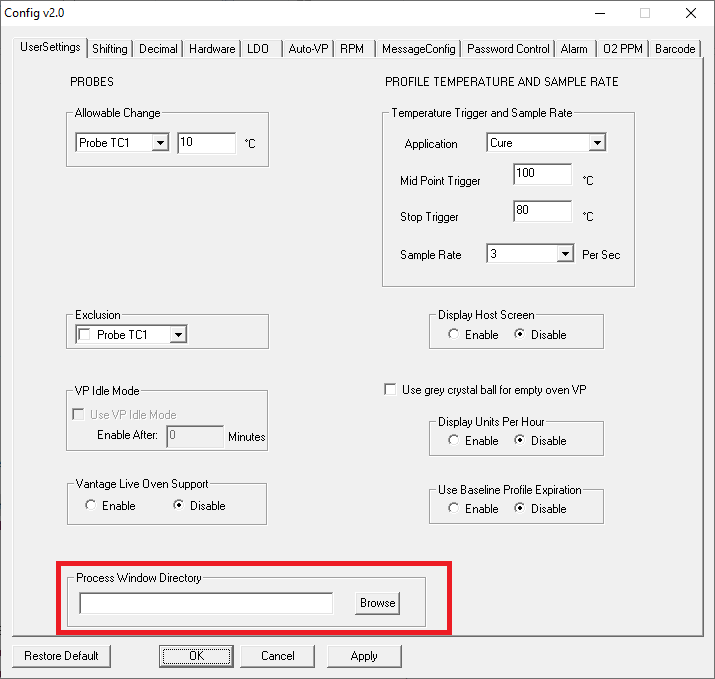 Config v2.0
UserSettings Shifting Decimal Hardware LDO Auto-VP RPM MessageConfig Password Control Alarm O2 PPM Barcode
PROBES
Allowable Change
Probe TC1 10 °C
PROFILE TEMPERATURE AND SAMPLE RATE
Temperature Trigger and Sample Rate
Application Cure
Mid Point Trigger 100 °C
Stop Trigger 80 °C
Sample Rate 3 Per Sec
Exclusion
Probe TC1
Display Host Screen
Enable Disable
VP Idle Mode
Use VP Idle Mode
Enable After: 0 Minutes
Use grey crystal ball for empty oven VP
Display Units Per Hour
Enable Disable
Vantage Live Oven Support
Enable Disable
Use Baseline Profile Expiration
Enable Disable
Process Window Directory
Browse
Restore Default OK Cancel Apply